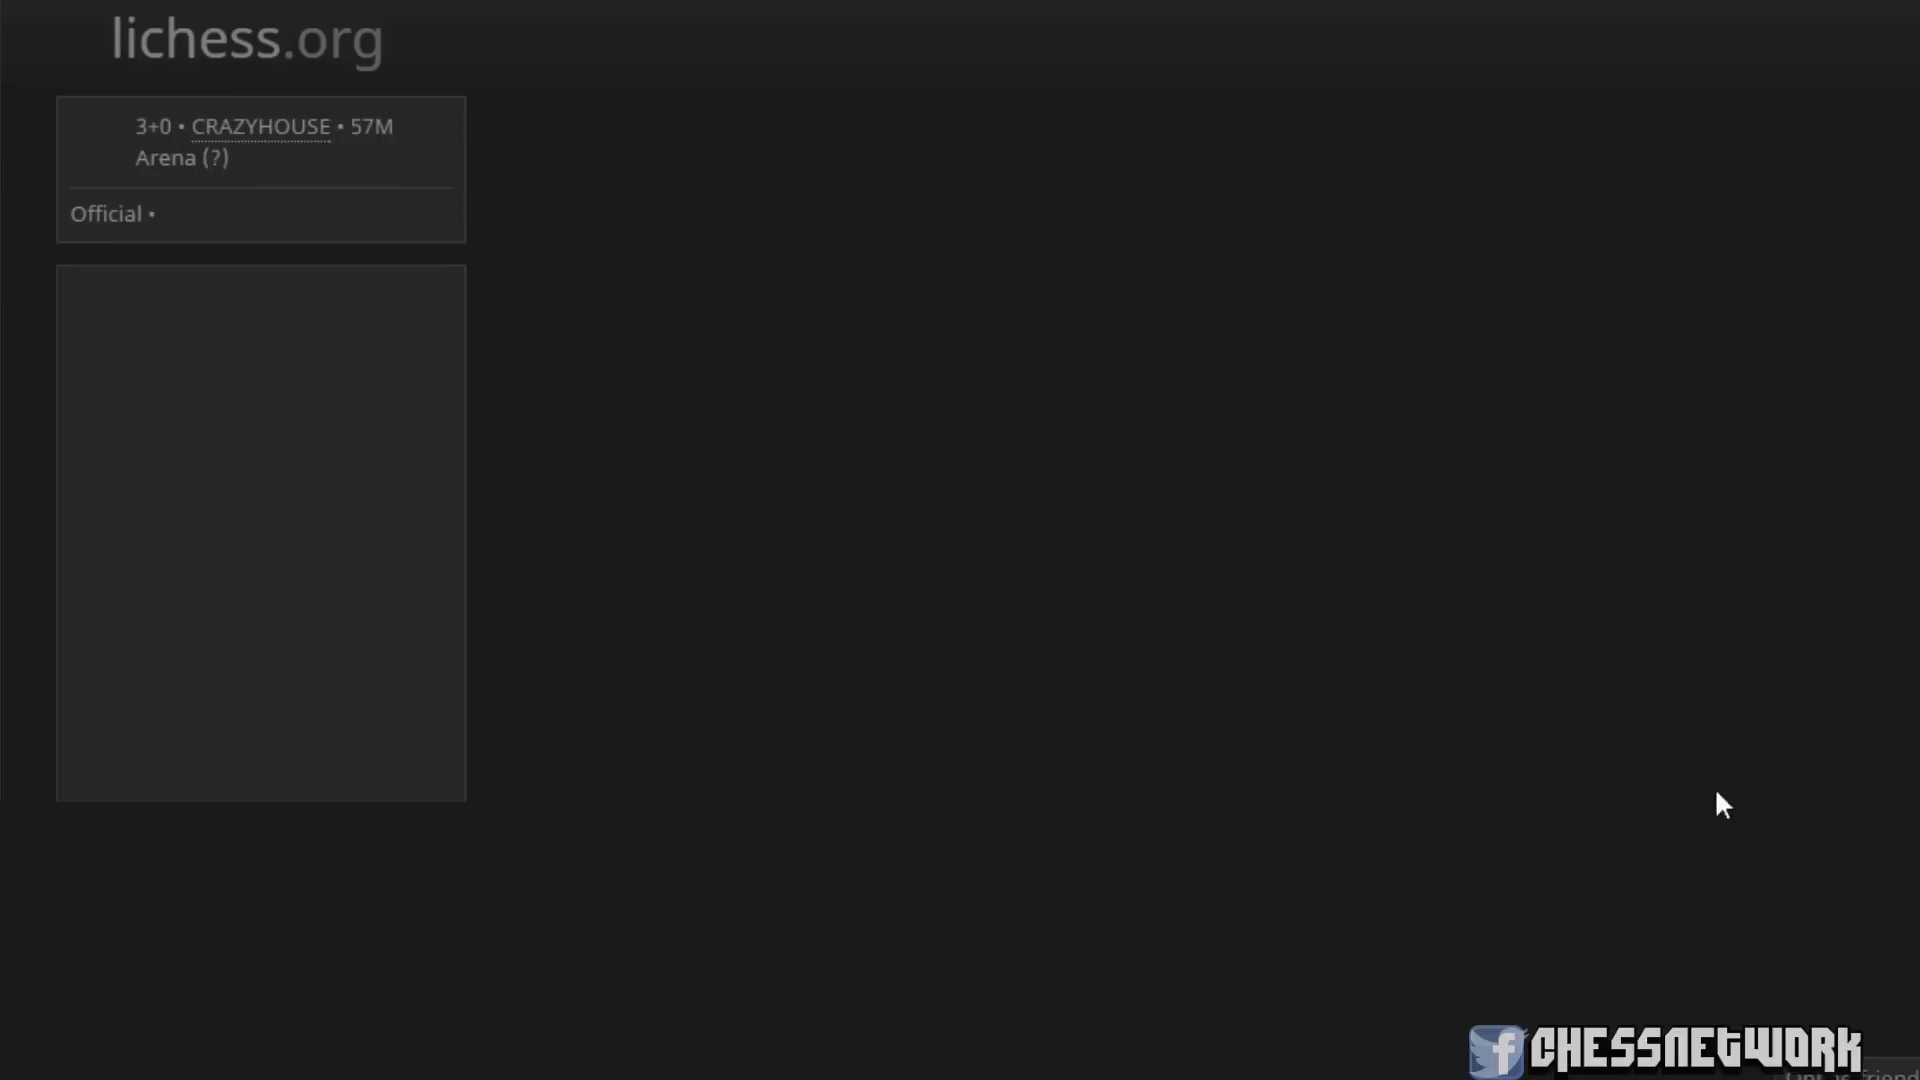 lichess.org
3+0 • CRAZYHOUSE • 57M
Arena (?)
Official •
CHESSNETWORK